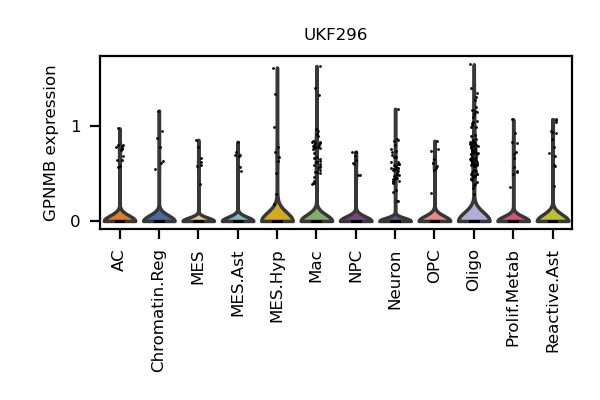 UKF296
GPNMB expression
1
0
AC
Chromatin.Reg
MES
MES.Ast
MES.Hyp
Mac
NPC
Neuron
OPC
Oligo
Prolif.Metab
Reactive.Ast